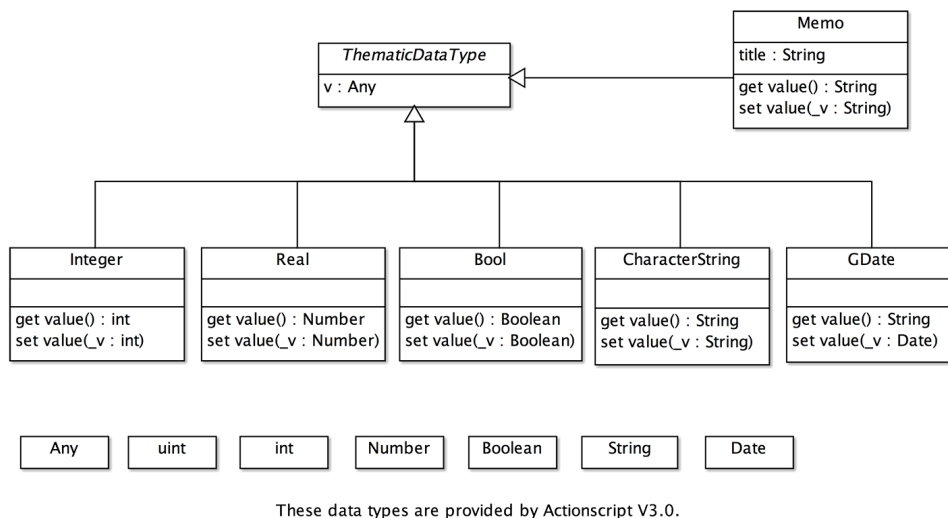 Memo
title : String
get value() : String
set value(_v : String)
ThematicDataType
v : Any
Integer
get value() : int
set value(_v : int)
Real
get value() : Number
set value(_v : Number)
Bool
get value() : Boolean
set value(_v : Boolean)
CharacterString
get value() : String
set value(_v : String)
GDate
get value() : String
set value(_v : Date)
Any
uint
int
Number
Boolean
String
Date
These data types are provided by Actionscript V3.0.